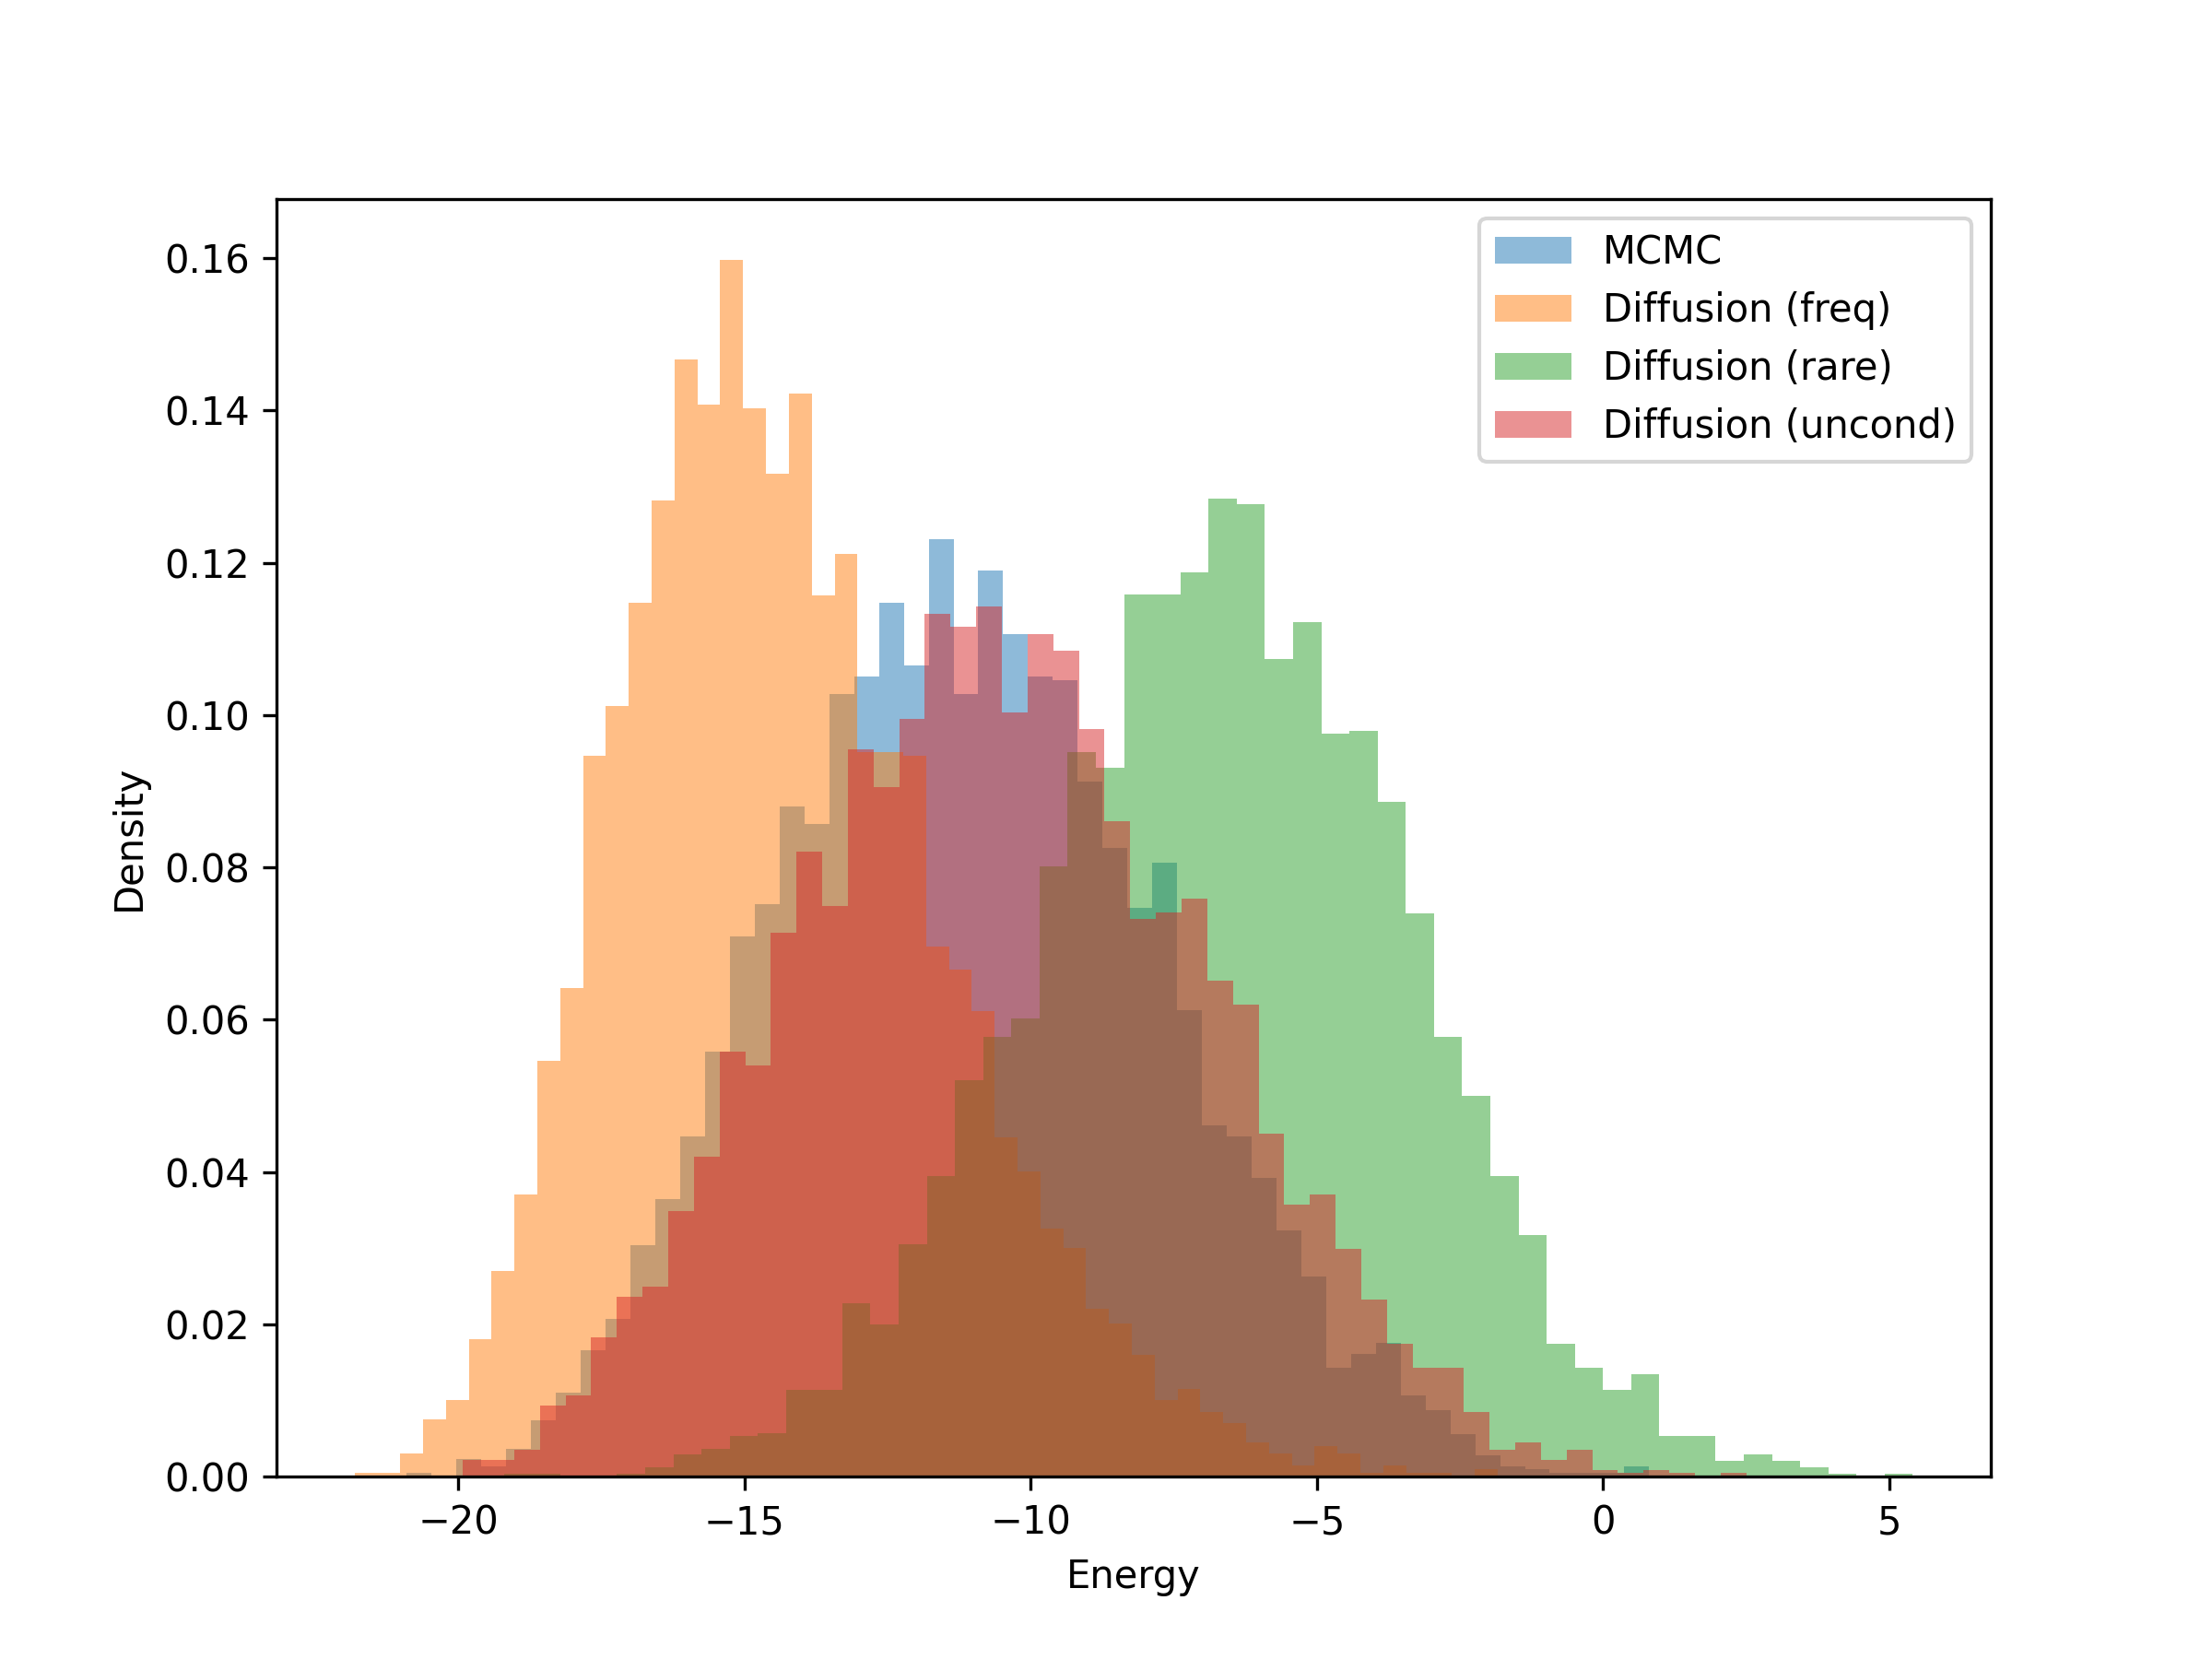 MCMC
Diffusion (freq)
Diffusion (rare)
Diffusion (uncond)
0.16
0.14
0.12
0.10
0.08
0.06
0.04
0.02
0.00
Density
−20 −15 −10 −5 0 5
Energy